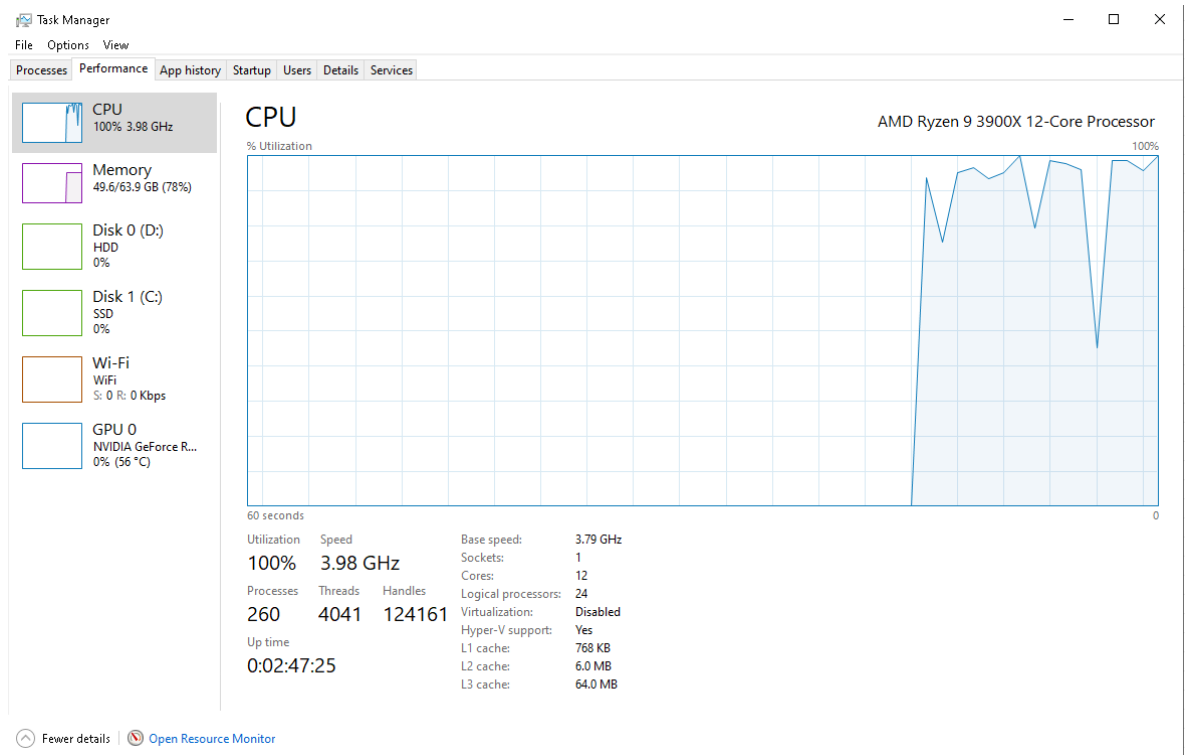 Task Manager
File Options View
Processes Performance App history Startup Users Details Services
CPU
100% 3.98 GHz
Memory
49.6/63.9 GB (78%)
Disk 0 (D:)
HDD
0%
Disk 1 (C:)
SSD
0%
Wi-Fi
WiFi
S: 0 R: 0 Kbps
GPU 0
NVIDIA GeForce R...
0% (56 °C)
CPU
AMD Ryzen 9 3900X 12-Core Processor
% Utilization 100%
60 seconds 0
Utilization Speed
100% 3.98 GHz
Processes Threads Handles
260 4041 124161
Up time
0:02:47:25
Base speed: 3.79 GHz
Sockets: 1
Cores: 12
Logical processors: 24
Virtualization: Disabled
Hyper-V support: Yes
L1 cache: 768 KB
L2 cache: 6.0 MB
L3 cache: 64.0 MB
Fewer details Open Resource Monitor